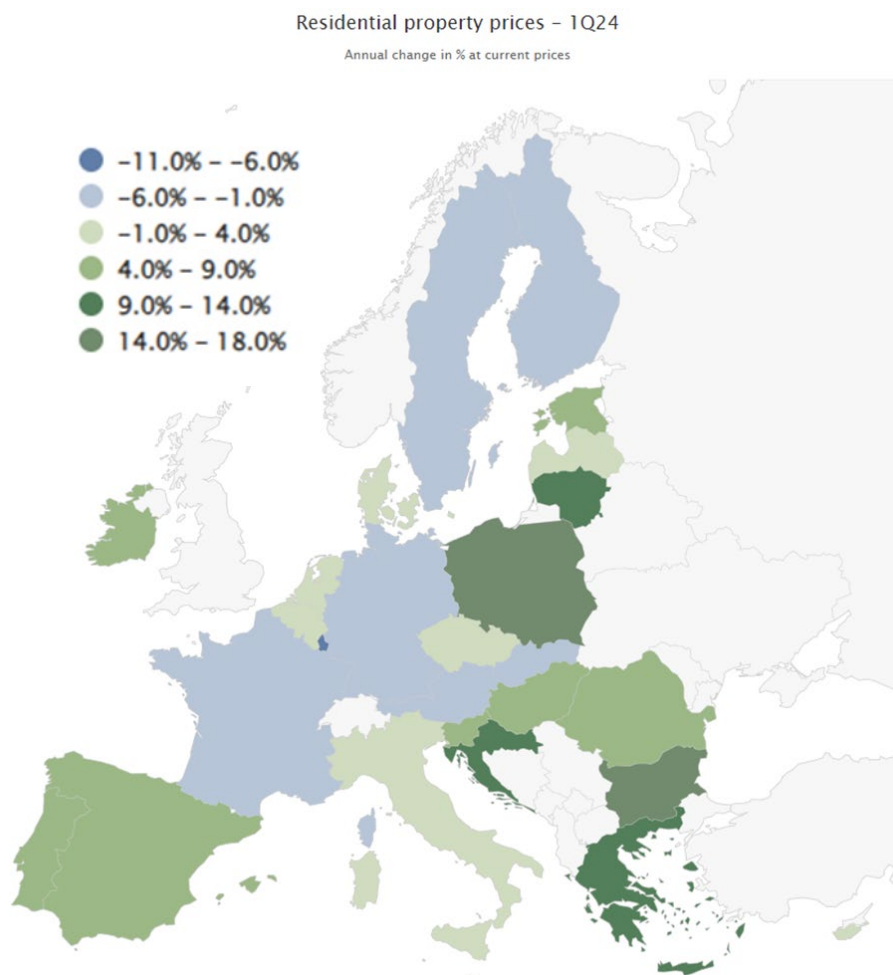 Residential property prices – 1Q24
Annual change in % at current prices
−11.0% – −6.0%
−6.0% – −1.0%
−1.0% – 4.0%
4.0% – 9.0%
9.0% – 14.0%
14.0% – 18.0%